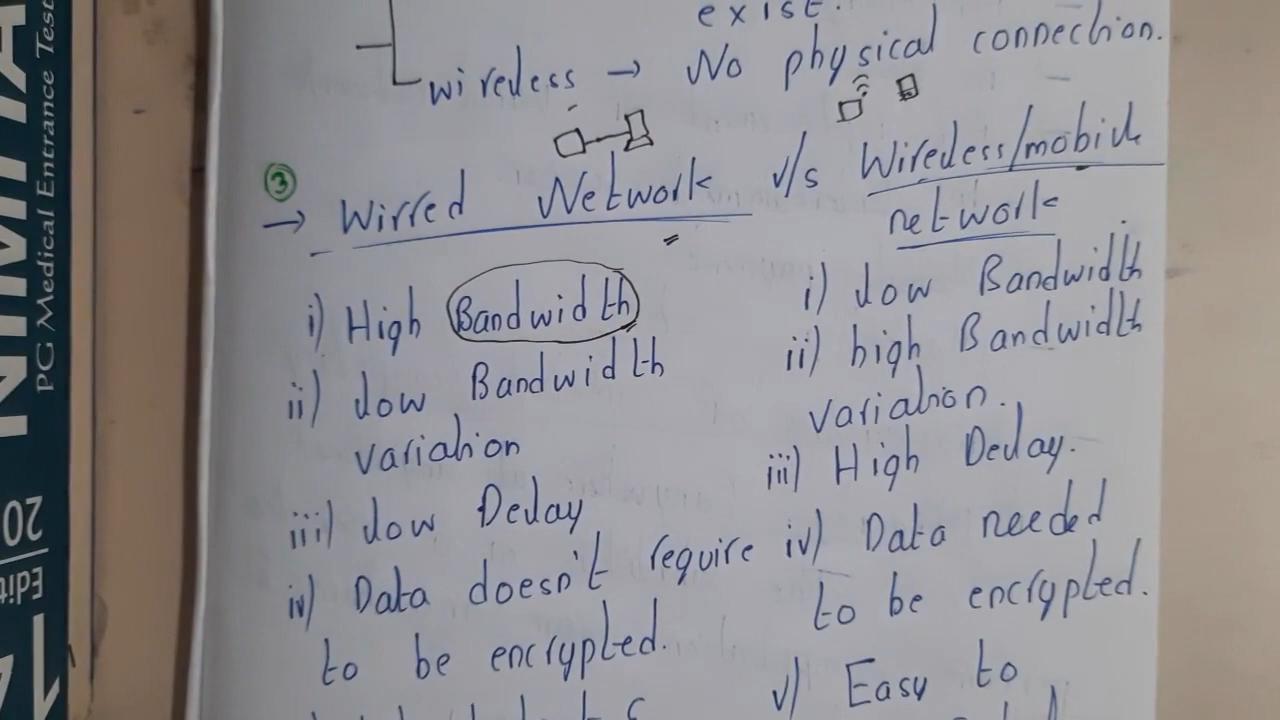 exist.
wireless → No physical connection.
③
→ Wirred Network v/s Wireless/mobile
network
i) High Bandwidth
ii) low Bandwidth
variation
iii) low Delay
iv) Data doesn't require
to be encrypted.
i) low Bandwidth
ii) high Bandwidth
variation.
iii) High Delay.
iv) Data needed
to be encrypted.
v) Easy to
PG Medical Entrance Test
20
Edit